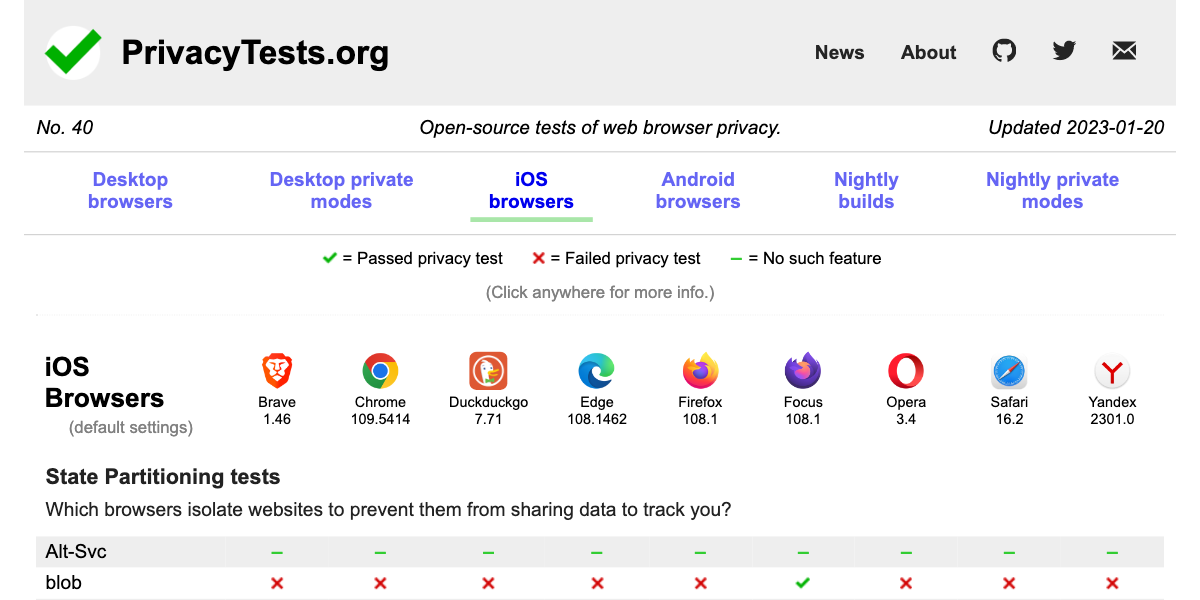 PrivacyTests.org
News About
No. 40 Open-source tests of web browser privacy. Updated 2023-01-20
Desktop browsers Desktop private modes iOS browsers Android browsers Nightly builds Nightly private modes
= Passed privacy test = Failed privacy test = No such feature
(Click anywhere for more info.)
iOS Browsers
(default settings)
Brave 1.46
Chrome 109.5414
Duckduckgo 7.71
Edge 108.1462
Firefox 108.1
Focus 108.1
Opera 3.4
Safari 16.2
Yandex 2301.0
State Partitioning tests
Which browsers isolate websites to prevent them from sharing data to track you?
Alt-Svc
blob